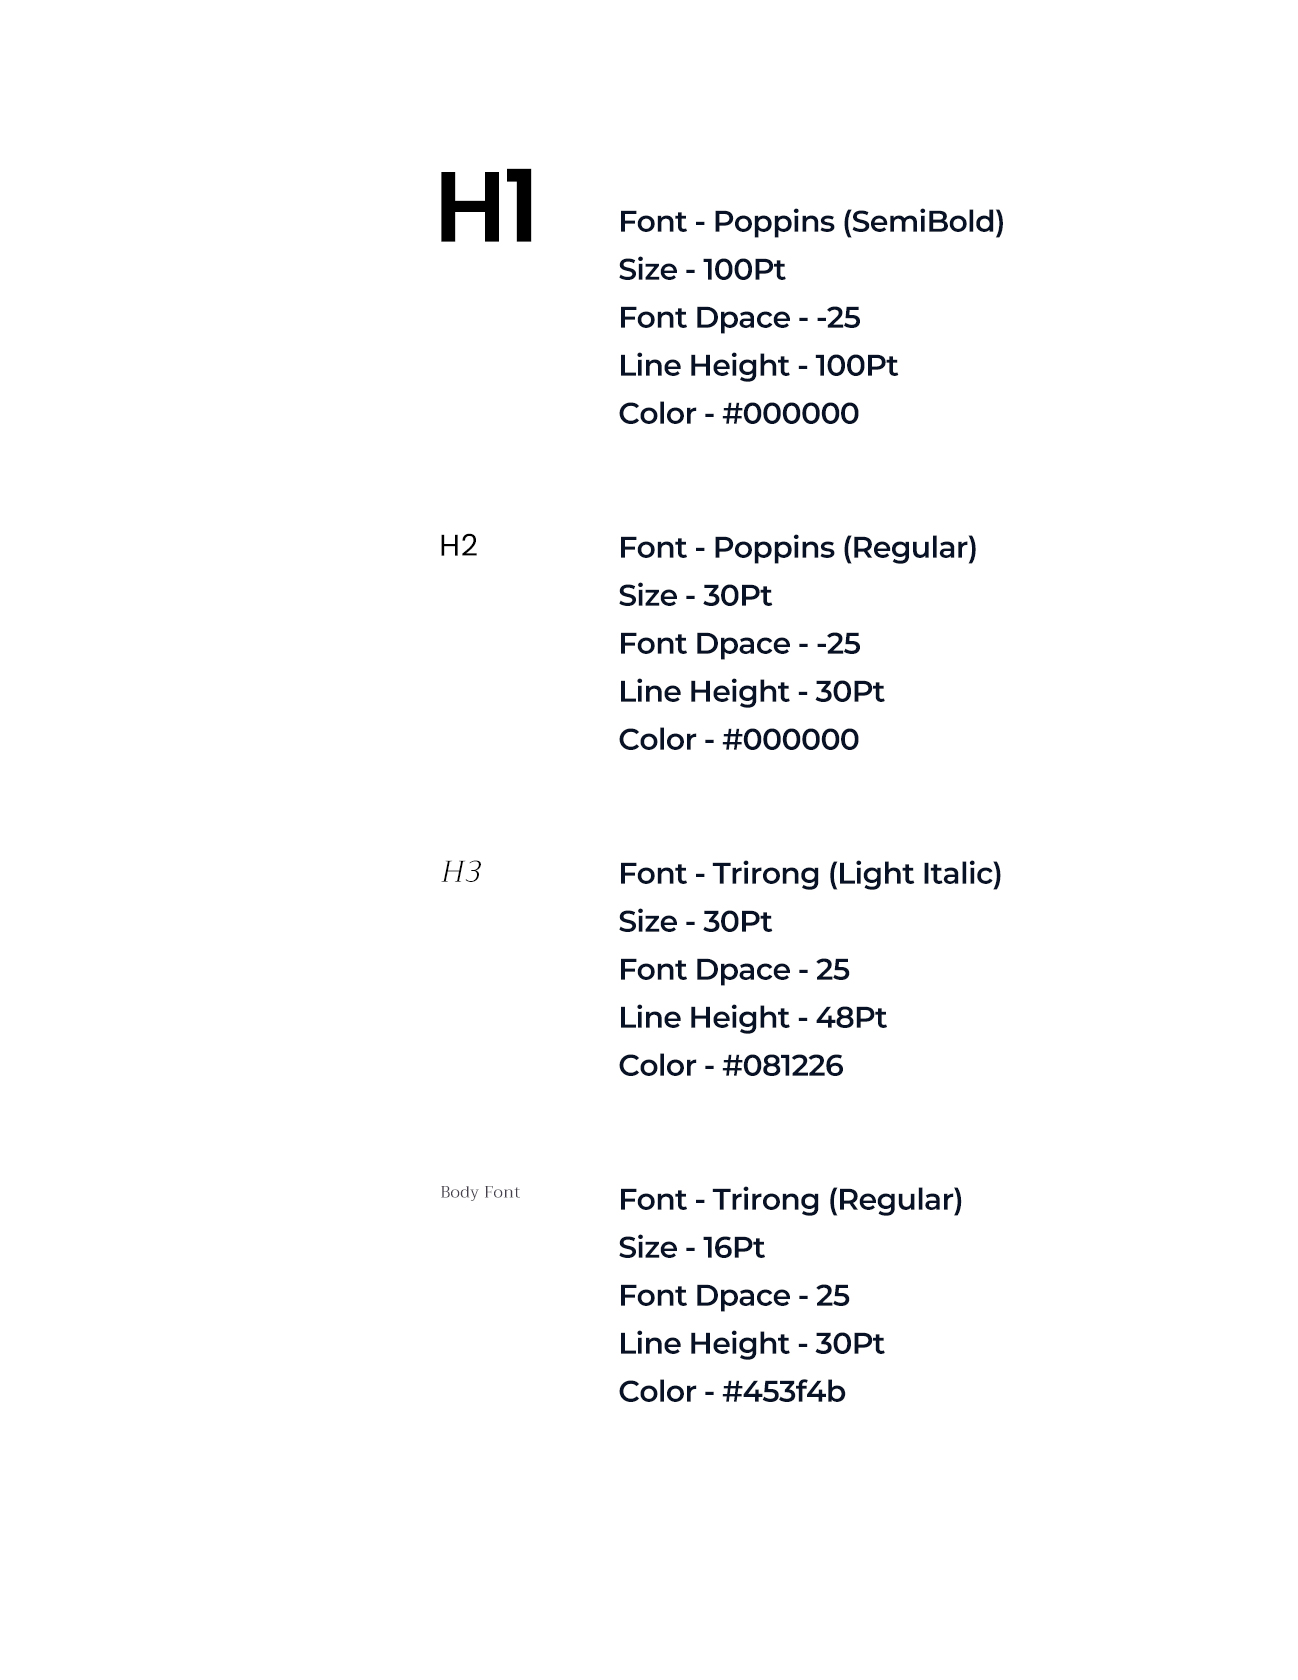 H1
Font - Poppins (SemiBold)
Size - 100Pt
Font Dpace - -25
Line Height - 100Pt
Color - #000000
H2
Font - Poppins (Regular)
Size - 30Pt
Font Dpace - -25
Line Height - 30Pt
Color - #000000
H3
Font - Trirong (Light Italic)
Size - 30Pt
Font Dpace - 25
Line Height - 48Pt
Color - #081226
Body Font
Font - Trirong (Regular)
Size - 16Pt
Font Dpace - 25
Line Height - 30Pt
Color - #453f4b